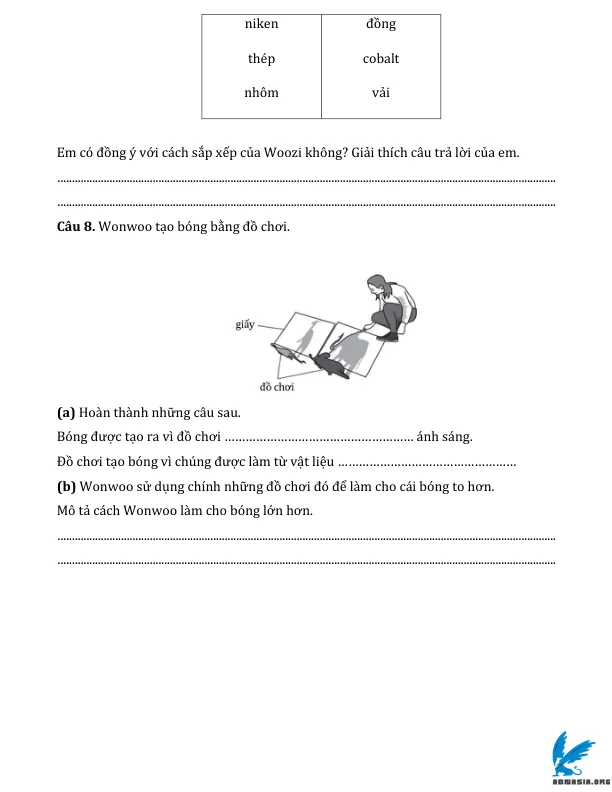 niken đồng
thép cobalt
nhôm vải
Em có đồng ý với cách sắp xếp của Woozi không? Giải thích câu trả lời của em.
Câu 8. Wonwoo tạo bóng bằng đồ chơi.
giấy
đồ chơi
(a) Hoàn thành những câu sau.
Bóng được tạo ra vì đồ chơi ……………………………………………… ánh sáng.
Đồ chơi tạo bóng vì chúng được làm từ vật liệu ……………………………………………
(b) Wonwoo sử dụng chính những đồ chơi đó để làm cho cái bóng to hơn.
Mô tả cách Wonwoo làm cho bóng lớn hơn.
ABNASIA.ORG